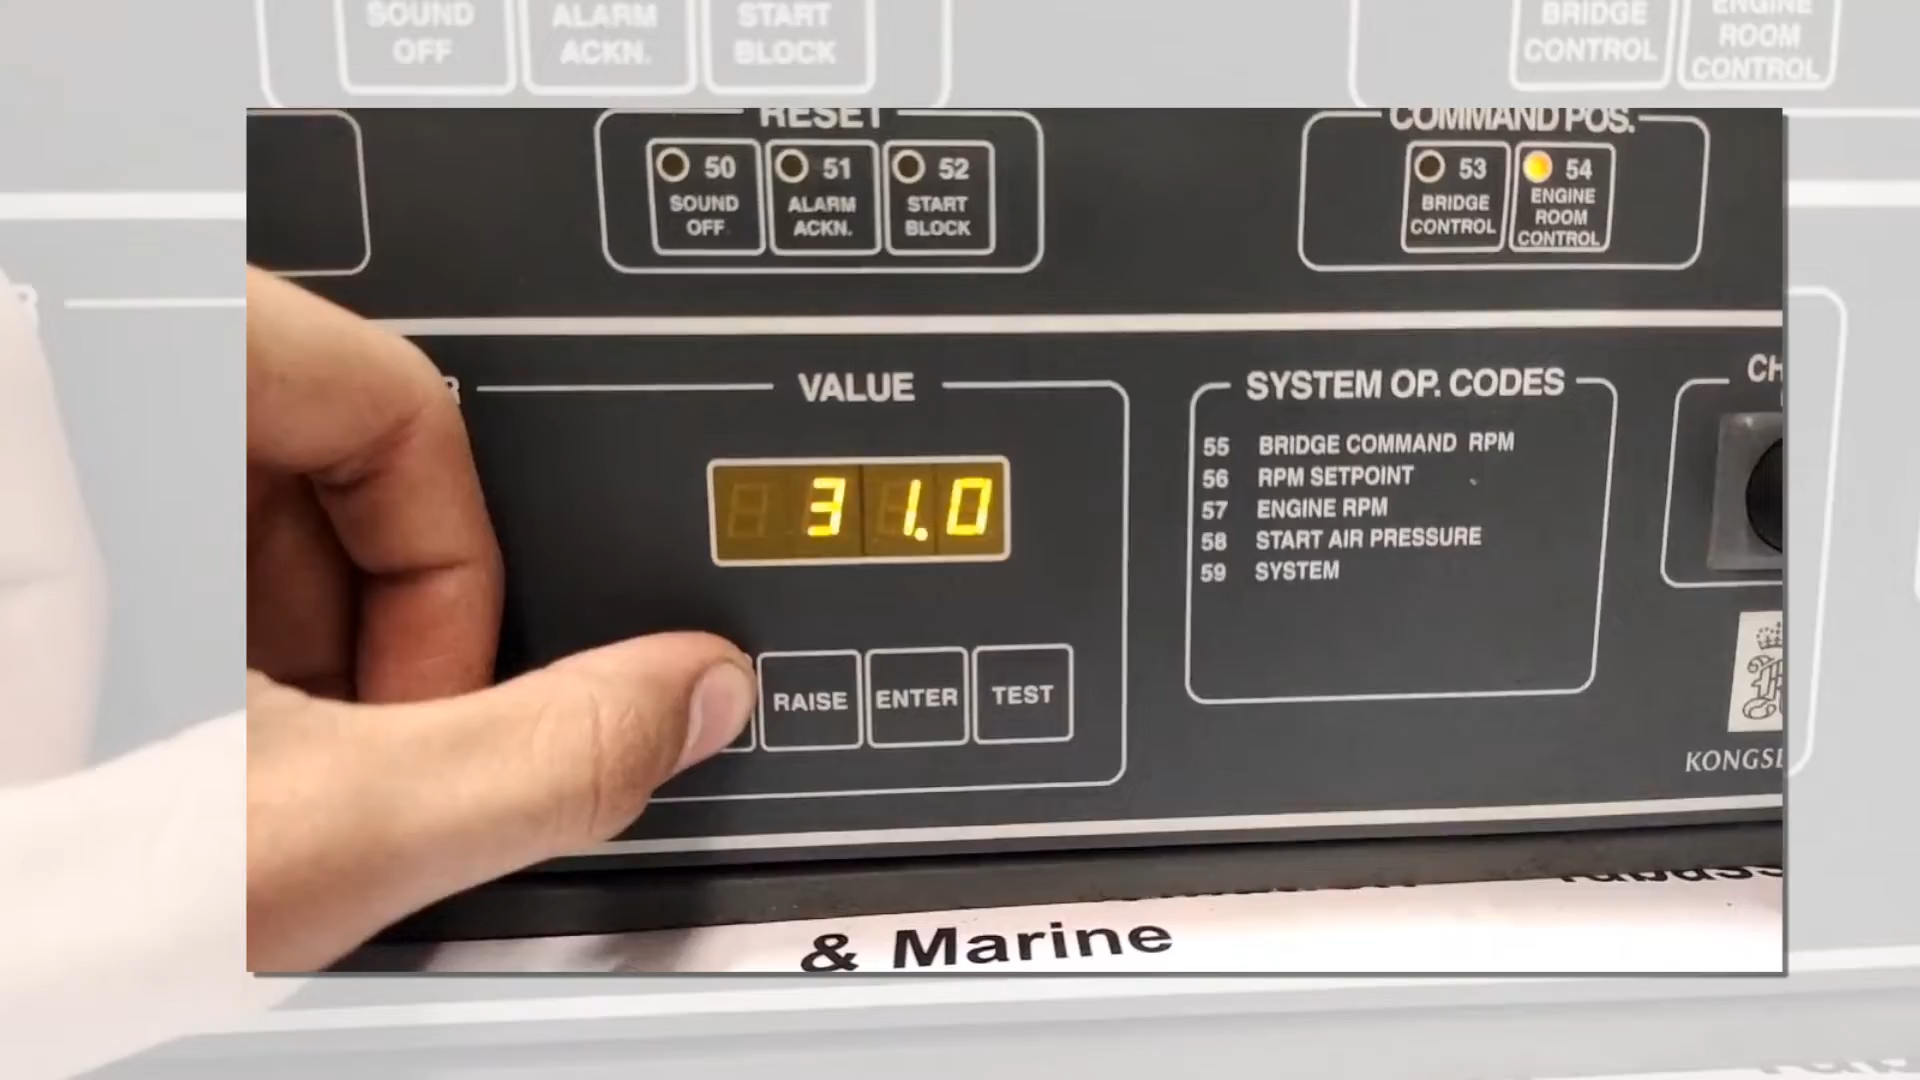 SOUND OFF
ALARM ACKN.
START BLOCK
BRIDGE CONTROL
ENGINE ROOM CONTROL
RESET
COMMAND POS.
50
SOUND
OFF
51
ALARM
ACKN.
52
START
BLOCK
53
BRIDGE
CONTROL
54
ENGINE
ROOM
CONTROL
VALUE
31.0
RAISE
ENTER
TEST
SYSTEM OP. CODES
55 BRIDGE COMMAND RPM
56 RPM SETPOINT
57 ENGINE RPM
58 START AIR PRESSURE
59 SYSTEM
& Marine